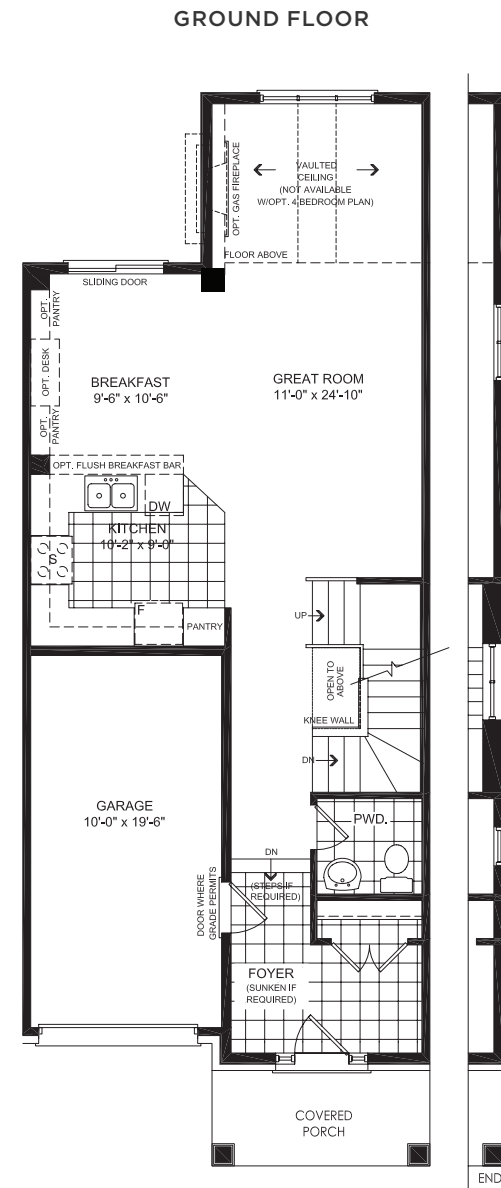 GROUND FLOOR
OPT. GAS FIREPLACE
VAULTED
CEILING
(NOT AVAILABLE
W/OPT. 4 BEDROOM PLAN)
FLOOR ABOVE
SLIDING DOOR
OPT.
PANTRY
OPT. DESK
OPT.
PANTRY
BREAKFAST
9'-6" x 10'-6"
GREAT ROOM
11'-0" x 24'-10"
OPT. FLUSH BREAKFAST BAR
DW
KITCHEN
10'-2" x 9'-0"
S
F
PANTRY
UP
OPEN TO
ABOVE
KNEE WALL
DN
GARAGE
10'-0" x 19'-6"
PWD.
DN
(STEPS IF
REQUIRED)
DOOR WHERE
GRADE PERMITS
FOYER
(SUNKEN IF
REQUIRED)
COVERED
PORCH
END